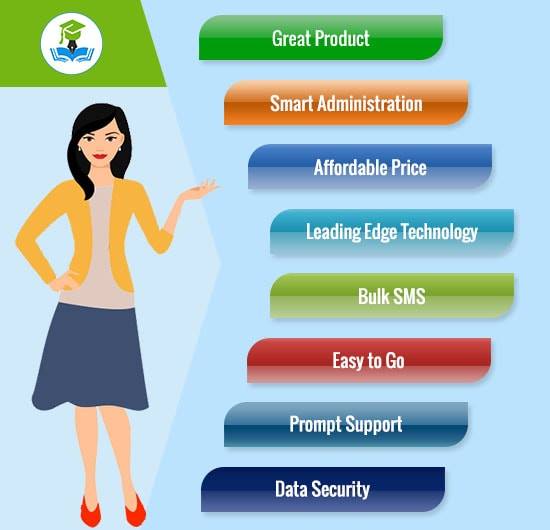 Great Product
Smart Administration
Affordable Price
Leading Edge Technology
Bulk SMS
Easy to Go
Prompt Support
Data Security